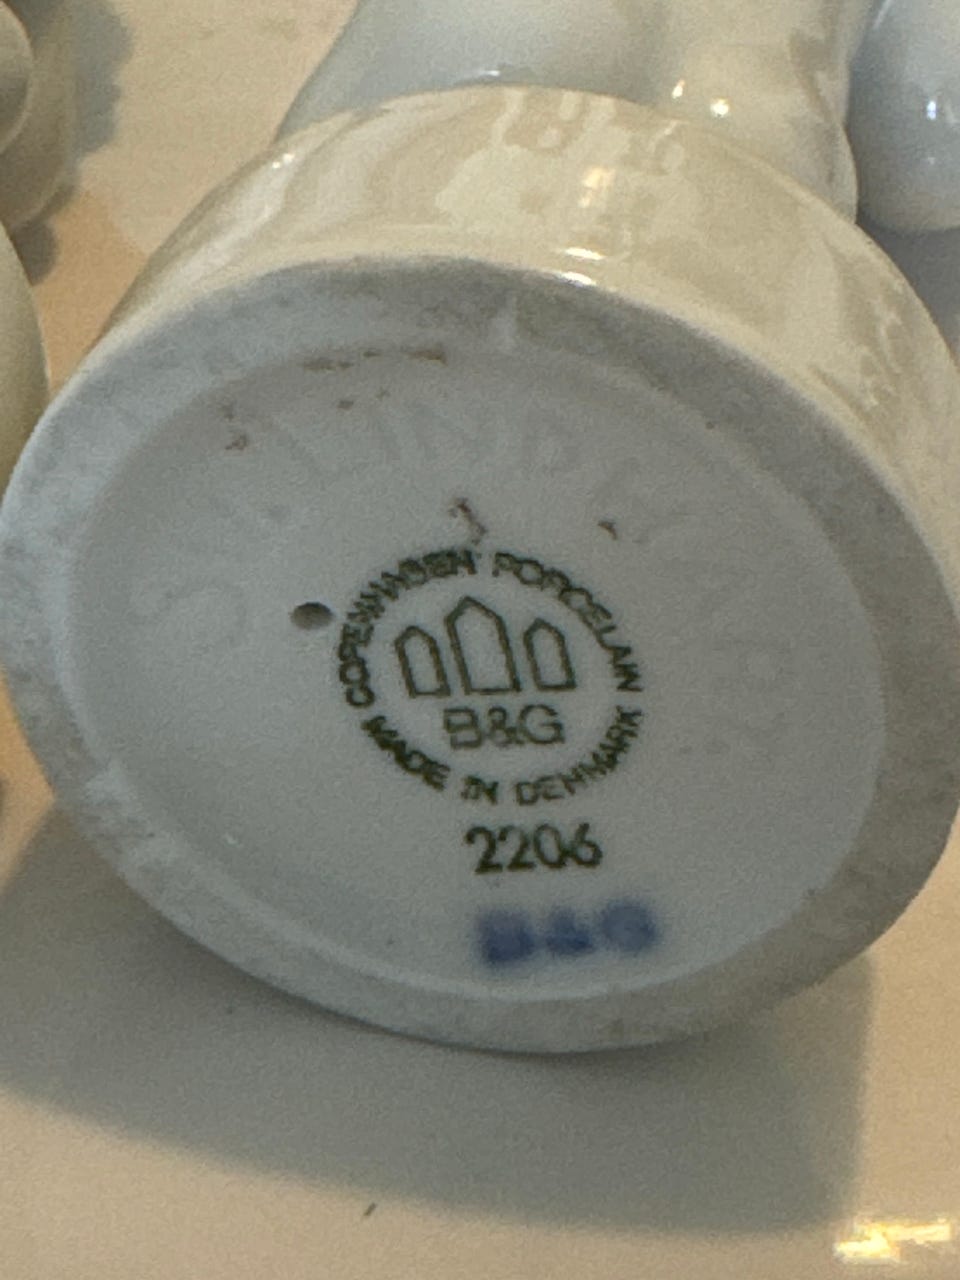 COPENHAGEN PORCELAIN
B&G
MADE IN DENMARK
2206
B&G